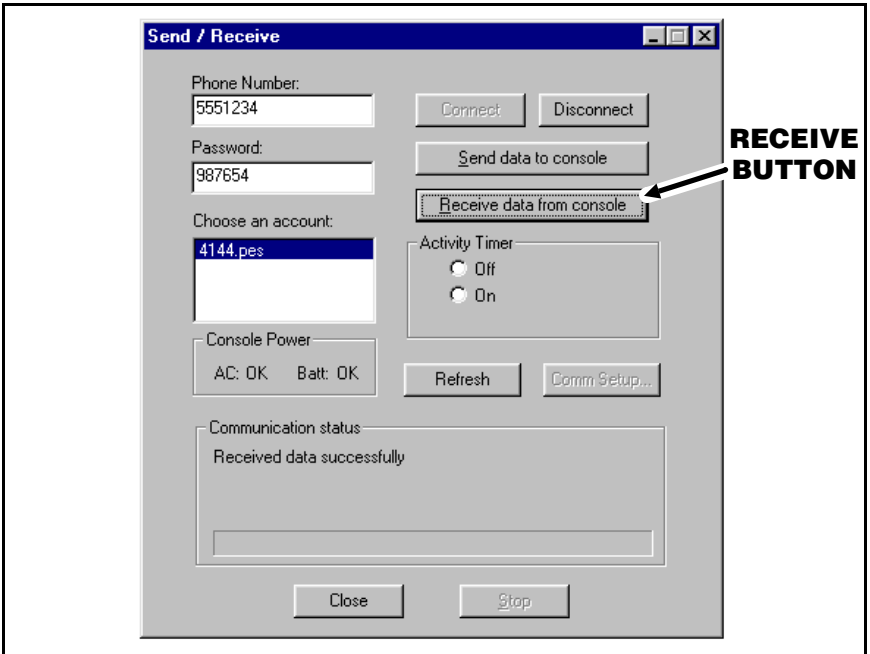 Send / Receive
Phone Number:
5551234
Connect
Disconnect
Password:
987654
Send data to console
Receive data from console
RECEIVE
BUTTON
Choose an account:
4144.pes
Activity Timer
Off
On
Console Power
AC: OK Batt: OK
Refresh
Comm Setup...
Communication status
Received data successfully
Close
Stop